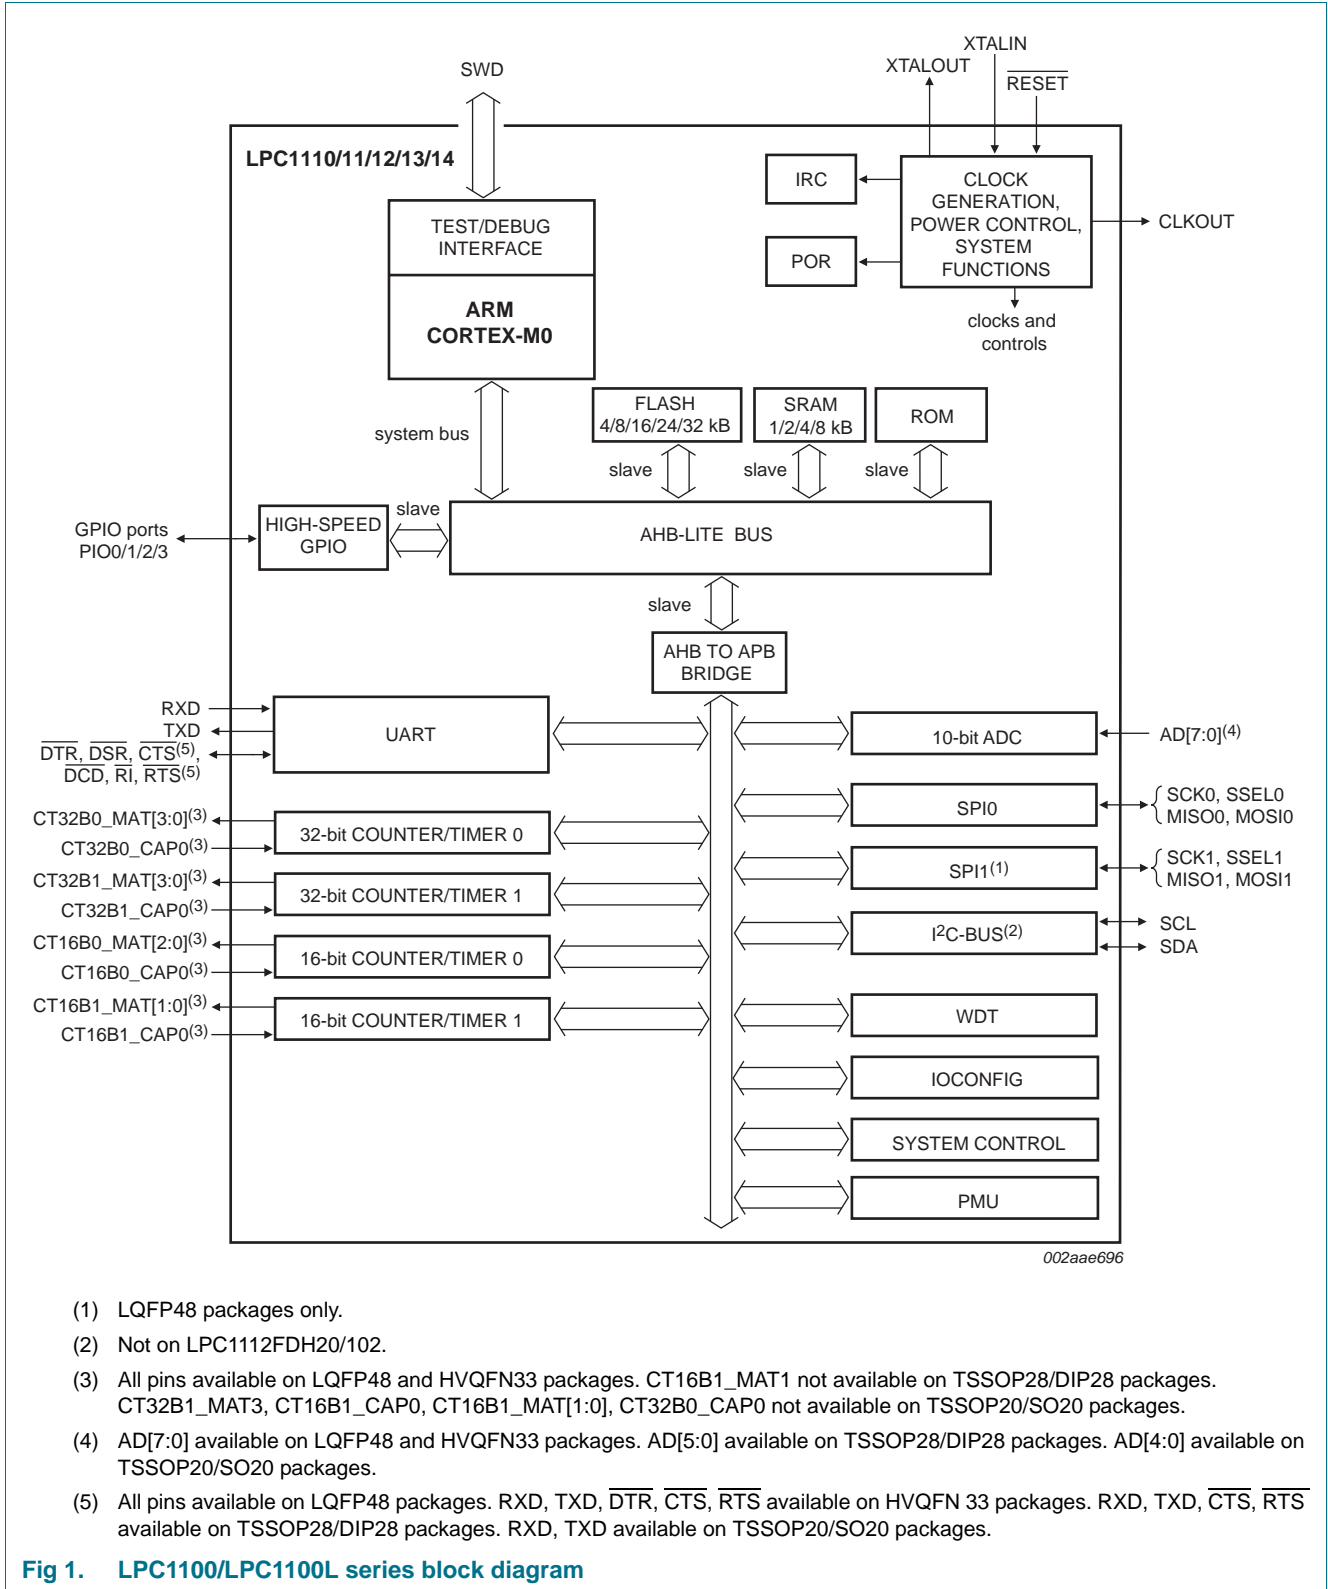 XTALIN
XTALOUT
SWD
RESET
LPC1110/11/12/13/14
IRC
CLOCK
GENERATION,
POWER CONTROL,
SYSTEM
FUNCTIONS
CLKOUT
TEST/DEBUG
INTERFACE
POR
ARM
CORTEX-M0
clocks and
controls
FLASH
4/8/16/24/32 kB
SRAM
1/2/4/8 kB
ROM
system bus
slave
slave
slave
slave
GPIO ports
PIO0/1/2/3
HIGH-SPEED
GPIO
AHB-LITE BUS
slave
AHB TO APB
BRIDGE
RXD
TXD
DTR, DSR, CTS(5),
DCD, RI, RTS(5)
UART
10-bit ADC
AD[7:0](4)
CT32B0_MAT[3:0](3)
CT32B0_CAP0(3)
32-bit COUNTER/TIMER 0
SPI0
SCK0, SSEL0
MISO0, MOSI0
CT32B1_MAT[3:0](3)
CT32B1_CAP0(3)
32-bit COUNTER/TIMER 1
SPI1(1)
SCK1, SSEL1
MISO1, MOSI1
CT16B0_MAT[2:0](3)
CT16B0_CAP0(3)
16-bit COUNTER/TIMER 0
I2C-BUS(2)
SCL
SDA
CT16B1_MAT[1:0](3)
CT16B1_CAP0(3)
16-bit COUNTER/TIMER 1
WDT
IOCONFIG
SYSTEM CONTROL
PMU
002aae696
(1) LQFP48 packages only.
(2) Not on LPC1112FDH20/102.
(3) All pins available on LQFP48 and HVQFN33 packages. CT16B1_MAT1 not available on TSSOP28/DIP28 packages.
CT32B1_MAT3, CT16B1_CAP0, CT16B1_MAT[1:0], CT32B0_CAP0 not available on TSSOP20/SO20 packages.
(4) AD[7:0] available on LQFP48 and HVQFN33 packages. AD[5:0] available on TSSOP28/DIP28 packages. AD[4:0] available on
TSSOP20/SO20 packages.
(5) All pins available on LQFP48 packages. RXD, TXD, DTR, CTS, RTS available on HVQFN 33 packages. RXD, TXD, CTS, RTS
available on TSSOP28/DIP28 packages. RXD, TXD available on TSSOP20/SO20 packages.
Fig 1. LPC1100/LPC1100L series block diagram